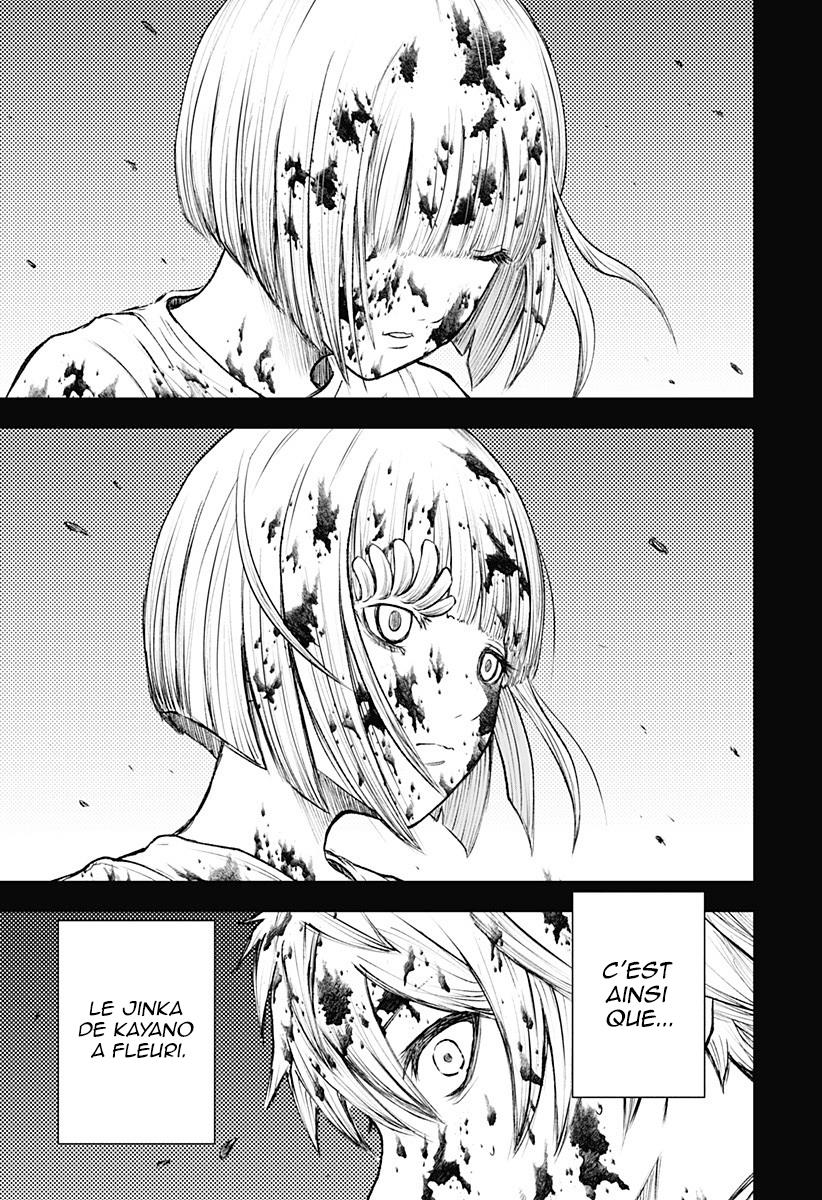 C'EST
AINSI
QUE...
LE JINKA
DE KAYANO
A FLEURI.